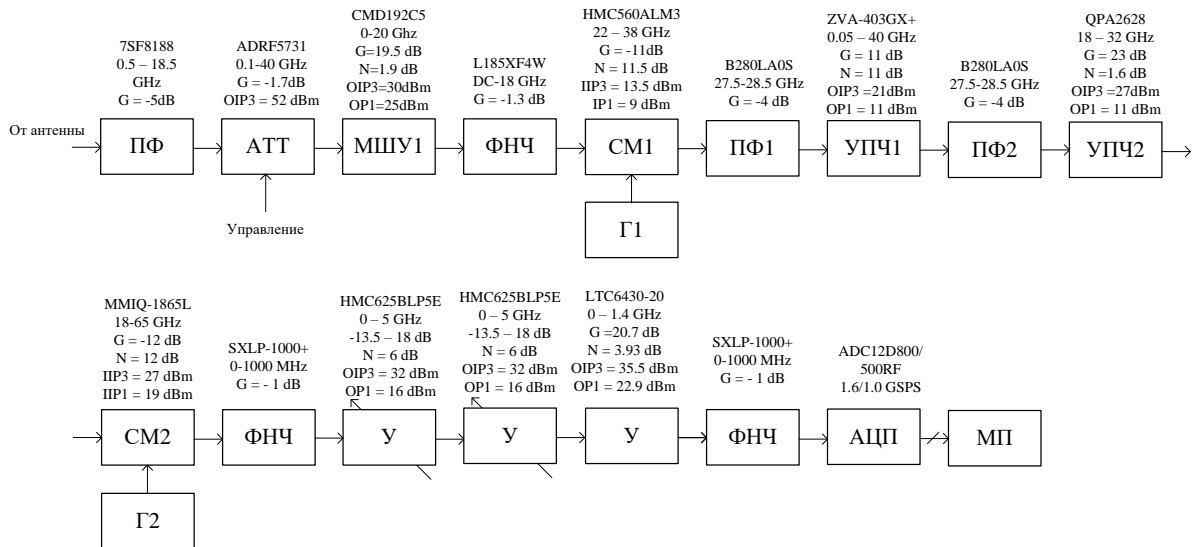 7SF8188
0.5 – 18.5
GHz
G = -5dB
ADRF5731
0.1-40 GHz
G = -1.7dB
OIP3 = 52 dBm
CMD192C5
0-20 Ghz
G=19.5 dB
N=1.9 dB
OIP3=30dBm
OP1=25dBm
L185XF4W
DC-18 GHz
G = -1.3 dB
HMC560ALM3
22 – 38 GHz
G = -11dB
N = 11.5 dB
IIP3 = 13.5 dBm
IP1 = 9 dBm
B280LA0S
27.5-28.5 GHz
G = -4 dB
ZVA-403GX+
0.05 – 40 GHz
G = 11 dB
N = 11 dB
OIP3 =21dBm
OP1 = 11 dBm
B280LA0S
27.5-28.5 GHz
G = -4 dB
QPA2628
18 – 32 GHz
G = 23 dB
N = 1.6 dB
OIP3 =27dBm
OP1 = 11 dBm
От антенны
ПФ
АТТ
МШУ1
ФНЧ
СМ1
ПФ1
УПЧ1
ПФ2
УПЧ2
Управление
Г1
MMIQ-1865L
18-65 GHz
G = -12 dB
N = 12 dB
IIP3 = 27 dBm
IIP1 = 19 dBm
SXLP-1000+
0-1000 MHz
G = - 1 dB
HMC625BLP5E
0 – 5 GHz
-13.5 – 18 dB
N = 6 dB
OIP3 = 32 dBm
OP1 = 16 dBm
HMC625BLP5E
0 – 5 GHz
-13.5 – 18 dB
N = 6 dB
OIP3 = 32 dBm
OP1 = 16 dBm
LTC6430-20
0 – 1.4 GHz
G =20.7 dB
N = 3.93 dB
OIP3 = 35.5 dBm
OP1 = 22.9 dBm
SXLP-1000+
0-1000 MHz
G = - 1 dB
ADC12D800/
500RF
1.6/1.0 GSPS
СМ2
ФНЧ
У
У
У
ФНЧ
АЦП
МП
Г2